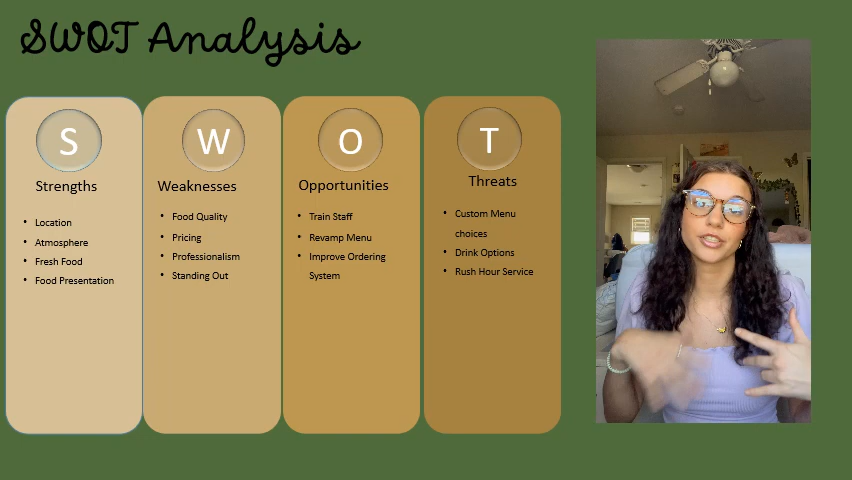 SWOT Analysis
S
Strengths
• Location
• Atmosphere
• Fresh Food
• Food Presentation
W
Weaknesses
• Food Quality
• Pricing
• Professionalism
• Standing Out
O
Opportunities
• Train Staff
• Revamp Menu
• Improve Ordering
System
T
Threats
• Custom Menu
choices
• Drink Options
• Rush Hour Service